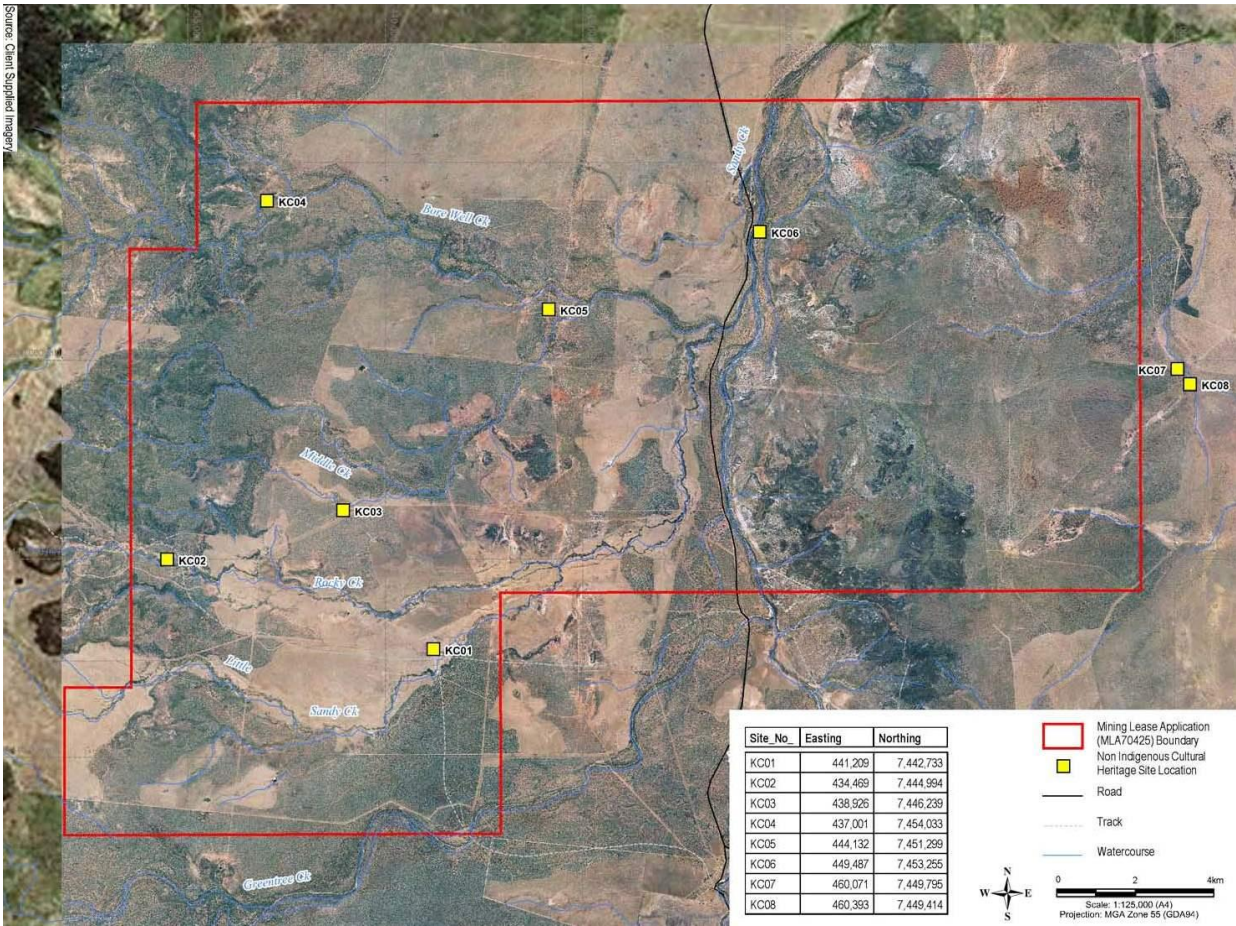 Source: Client Supplied Imagery
Sandy Ck
KC04
Bore Well Ck
KC06
KC05
KC07
KC08
Middle Ck
KC03
KC02
Rocky Ck
KC01
Little
Sandy Ck
Greentree Ck
Site_No_ Easting Northing
KC01 441,209 7,442,733
KC02 434,469 7,444,994
KC03 438,926 7,446,239
KC04 437,001 7,454,033
KC05 444,132 7,451,299
KC06 449,487 7,453,255
KC07 460,071 7,449,795
KC08 460,393 7,449,414
Mining Lease Application
(MLA70425) Boundary
Non Indigenous Cultural
Heritage Site Location
Road
Track
Watercourse
N
W E
S
0 2 4km
Scale: 1:125,000 (A4)
Projection: MGA Zone 55 (GDA94)